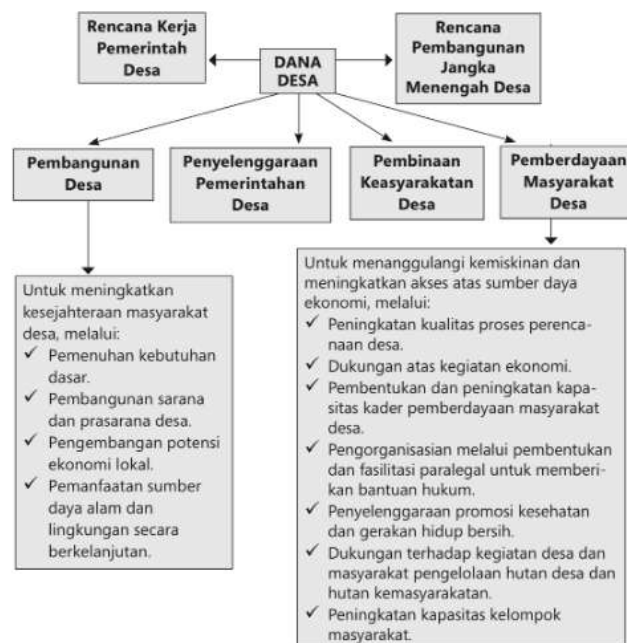 Rencana Kerja
Pemerintah
Desa
DANA
DESA
Rencana
Pembangunan
Jangka
Menengah Desa
Pembangunan
Desa
Penyelenggaraan
Pemerintahan
Desa
Pembinaan
Keasyarakatan
Desa
Pemberdayaan
Masyarakat
Desa
Untuk meningkatkan
kesejahteraan masyarakat
desa, melalui:
✓ Pemenuhan kebutuhan
dasar.
✓ Pembangunan sarana
dan prasarana desa.
✓ Pengembangan potensi
ekonomi lokal.
✓ Pemanfaatan sumber
daya alam dan
lingkungan secara
berkelanjutan.
Untuk menanggulangi kemiskinan dan
meningkatkan akses atas sumber daya
ekonomi, melalui:
✓ Peningkatan kualitas proses perenca-
naan desa.
✓ Dukungan atas kegiatan ekonomi.
✓ Pembentukan dan peningkatan kapa-
sitas kader pemberdayaan masyarakat
desa.
✓ Pengorganisasian melalui pembentukan
dan fasilitasi paralegal untuk memberi-
kan bantuan hukum.
✓ Penyelenggaraan promosi kesehatan
dan gerakan hidup bersih.
✓ Dukungan terhadap kegiatan desa dan
masyarakat pengelolaan hutan desa dan
hutan kemasyarakatan.
✓ Peningkatan kapasitas kelompok
masyarakat.